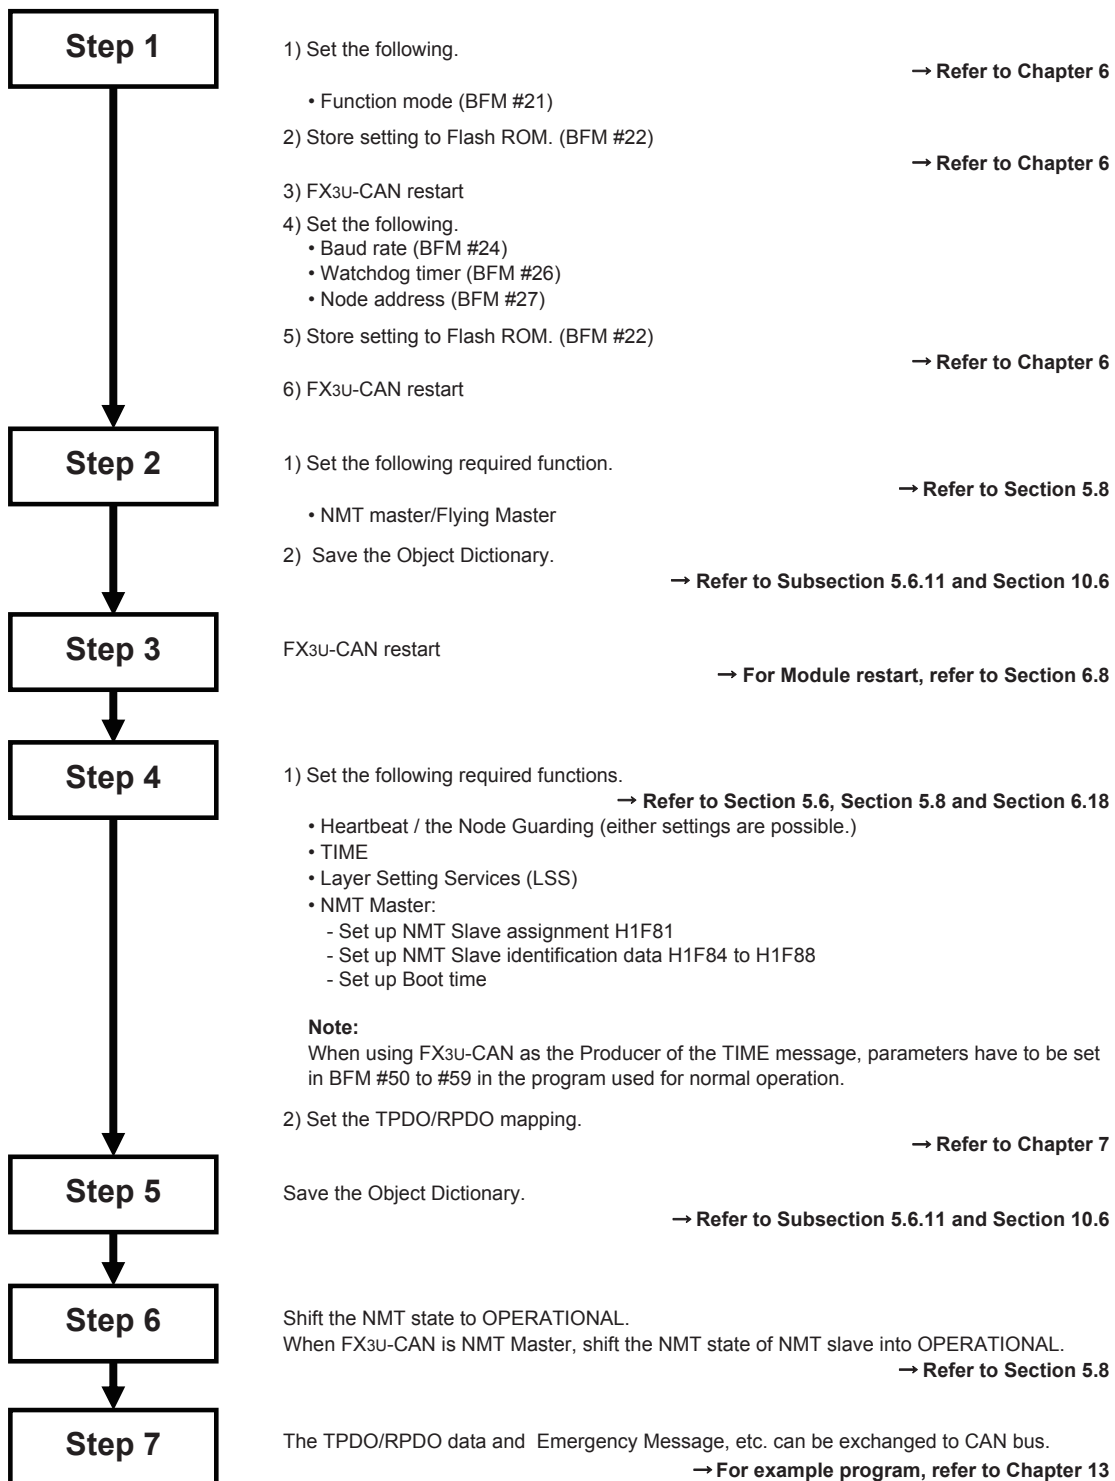 Step 1
1) Set the following.
→ Refer to Chapter 6
• Function mode (BFM #21)
2) Store setting to Flash ROM. (BFM #22)
→ Refer to Chapter 6
3) FX3U-CAN restart
4) Set the following.
• Baud rate (BFM #24)
• Watchdog timer (BFM #26)
• Node address (BFM #27)
5) Store setting to Flash ROM. (BFM #22)
→ Refer to Chapter 6
6) FX3U-CAN restart
Step 2
1) Set the following required function.
→ Refer to Section 5.8
• NMT master/Flying Master
2) Save the Object Dictionary.
→ Refer to Subsection 5.6.11 and Section 10.6
Step 3
FX3U-CAN restart
→ For Module restart, refer to Section 6.8
Step 4
1) Set the following required functions.
→ Refer to Section 5.6, Section 5.8 and Section 6.18
• Heartbeat / the Node Guarding (either settings are possible.)
• TIME
• Layer Setting Services (LSS)
• NMT Master:
- Set up NMT Slave assignment H1F81
- Set up NMT Slave identification data H1F84 to H1F88
- Set up Boot time
Note:
When using FX3U-CAN as the Producer of the TIME message, parameters have to be set
in BFM #50 to #59 in the program used for normal operation.
2) Set the TPDO/RPDO mapping.
→ Refer to Chapter 7
Step 5
Save the Object Dictionary.
→ Refer to Subsection 5.6.11 and Section 10.6
Step 6
Shift the NMT state to OPERATIONAL.
When FX3U-CAN is NMT Master, shift the NMT state of NMT slave into OPERATIONAL.
→ Refer to Section 5.8
Step 7
The TPDO/RPDO data and Emergency Message, etc. can be exchanged to CAN bus.
→ For example program, refer to Chapter 13